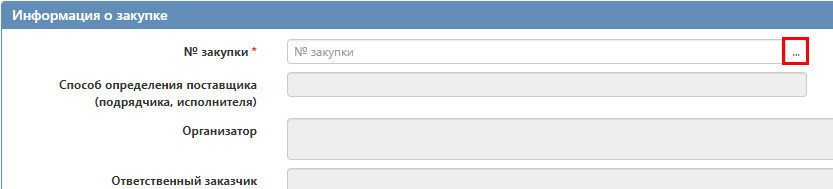 Информация о закупке
№ закупки * № закупки ...
Способ определения поставщика
(подрядчика, исполнителя)
Организатор
Ответственный заказчик